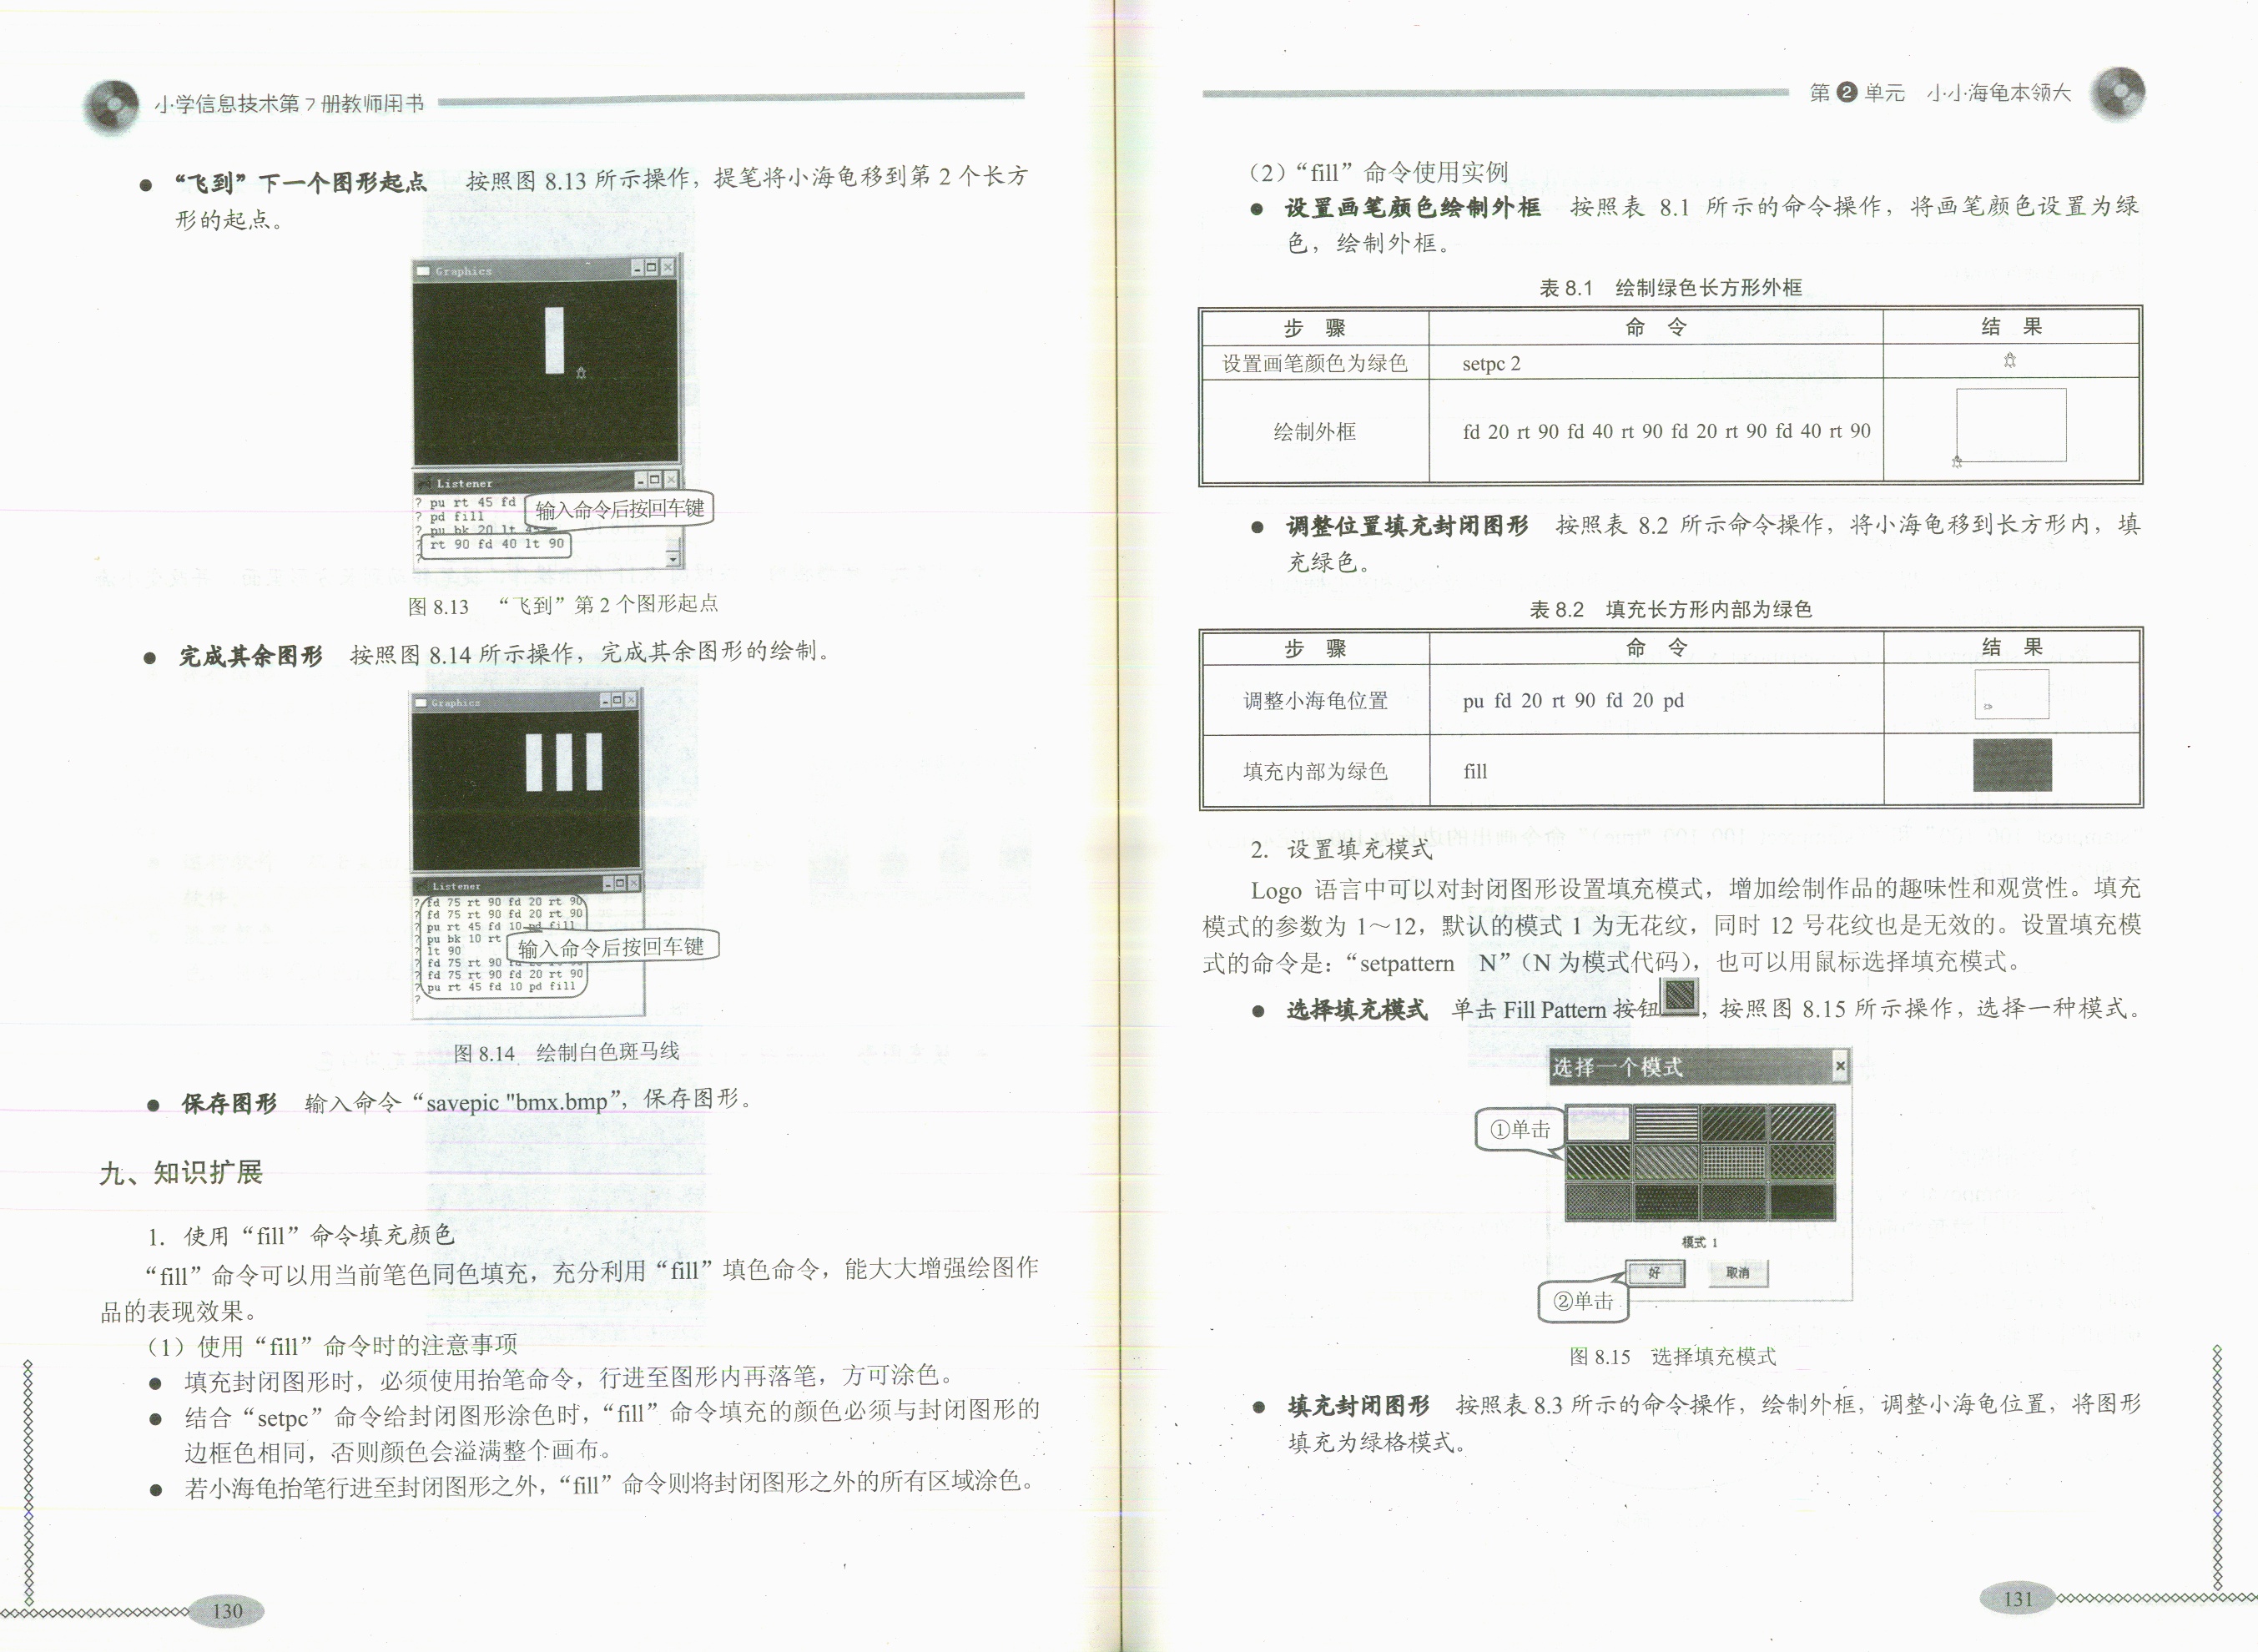 小学信息技术第7册教师用书
● “飞到”下一个图形起点 按照图 8.13 所示操作，提笔将小海龟移到第 2 个长方
形的起点。
Graphics
Listener
? pu rt 45 fd
? pd fill
? pu bk 20 lt 4
? rt 90 fd 40 lt 90
?
输入命令后按回车键
图 8.13 “飞到”第 2 个图形起点
● 完成其余图形 按照图 8.14 所示操作，完成其余图形的绘制。
Graphics
Listener
? fd 75 rt 90 fd 20 rt 90
? fd 75 rt 90 fd 20 rt 90
? pu rt 45 fd 10 pd fill
? pu bk 10 rt
? lt 90
? fd 75 rt 90
? fd 75 rt 90 fd 20 rt 90
? pu rt 45 fd 10 pd fill
?
输入命令后按回车键
图 8.14 绘制白色斑马线
● 保存图形 输入命令“savepic "bmx.bmp”，保存图形。
九、知识扩展
1. 使用“fill”命令填充颜色
“fill”命令可以用当前笔色同色填充，充分利用“fill”填色命令，能大大增强绘图作
品的表现效果。
（1）使用“fill”命令时的注意事项
● 填充封闭图形时，必须使用抬笔命令，行进至图形内再落笔，方可涂色。
● 结合“setpc”命令给封闭图形涂色时，“fill”命令填充的颜色必须与封闭图形的
边框色相同，否则颜色会溢满整个画布。
● 若小海龟抬笔行进至封闭图形之外，“fill”命令则将封闭图形之外的所有区域涂色。
130
第2单元 小小海龟本领大
（2）“fill”命令使用实例
● 设置画笔颜色绘制外框 按照表 8.1 所示的命令操作，将画笔颜色设置为绿
色，绘制外框。
表 8.1 绘制绿色长方形外框
步 骤 命 令 结 果
设置画笔颜色为绿色 setpc 2
绘制外框 fd 20 rt 90 fd 40 rt 90 fd 20 rt 90 fd 40 rt 90
● 调整位置填充封闭图形 按照表 8.2 所示命令操作，将小海龟移到长方形内，填
充绿色。
表 8.2 填充长方形内部为绿色
步 骤 命 令 结 果
调整小海龟位置 pu fd 20 rt 90 fd 20 pd
填充内部为绿色 fill
2. 设置填充模式
Logo 语言中可以对封闭图形设置填充模式，增加绘制作品的趣味性和观赏性。填充
模式的参数为 1～12，默认的模式 1 为无花纹，同时 12 号花纹也是无效的。设置填充模
式的命令是：“setpattern N”（N 为模式代码），也可以用鼠标选择填充模式。
● 选择填充模式 单击 Fill Pattern 按钮，按照图 8.15 所示操作，选择一种模式。
选择一个模式
①单击
模式 1
好 取消
②单击
图 8.15 选择填充模式
● 填充封闭图形 按照表 8.3 所示的命令操作，绘制外框，调整小海龟位置，将图形
填充为绿格模式。
131